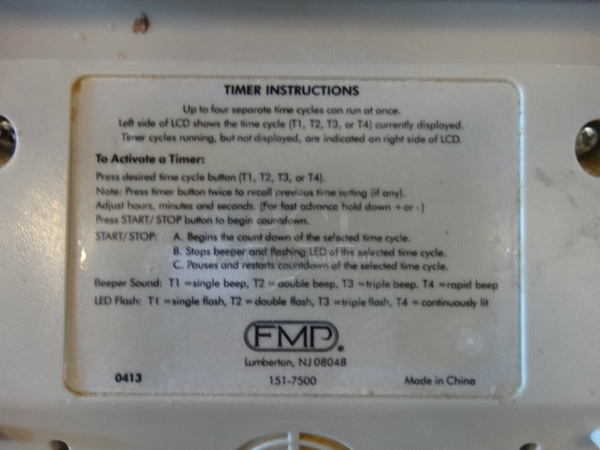 TIMER INSTRUCTIONS
Up to four separate time cycles can run at once.
Left side of LCD shows the time cycle (T1, T2, T3, or T4) currently displayed.
Timer cycles running, but not displayed, are indicated on right side of LCD.
To Activate a Timer:
Press desired time cycle button (T1, T2, T3, or T4).
Note: Press timer button twice to recall previous time setting (if any).
Adjust hours, minutes and seconds. (For fast advance hold down + or -)
Press START/STOP button to begin countdown.
START/STOP: A. Begins the count down of the selected time cycle.
B. Stops beeper and flashing LED of the selected time cycle.
C. Pauses and restarts countdown of the selected time cycle.
Beeper Sound: T1 =single beep, T2 =double beep, T3 =triple beep. T4 =rapid beep
LED Flash: T1 =single flash, T2 =double flash, T3 =triple flash, T4 =continuously lit
FMP®
Lumberton, NJ 08048
0413 151-7500 Made in China